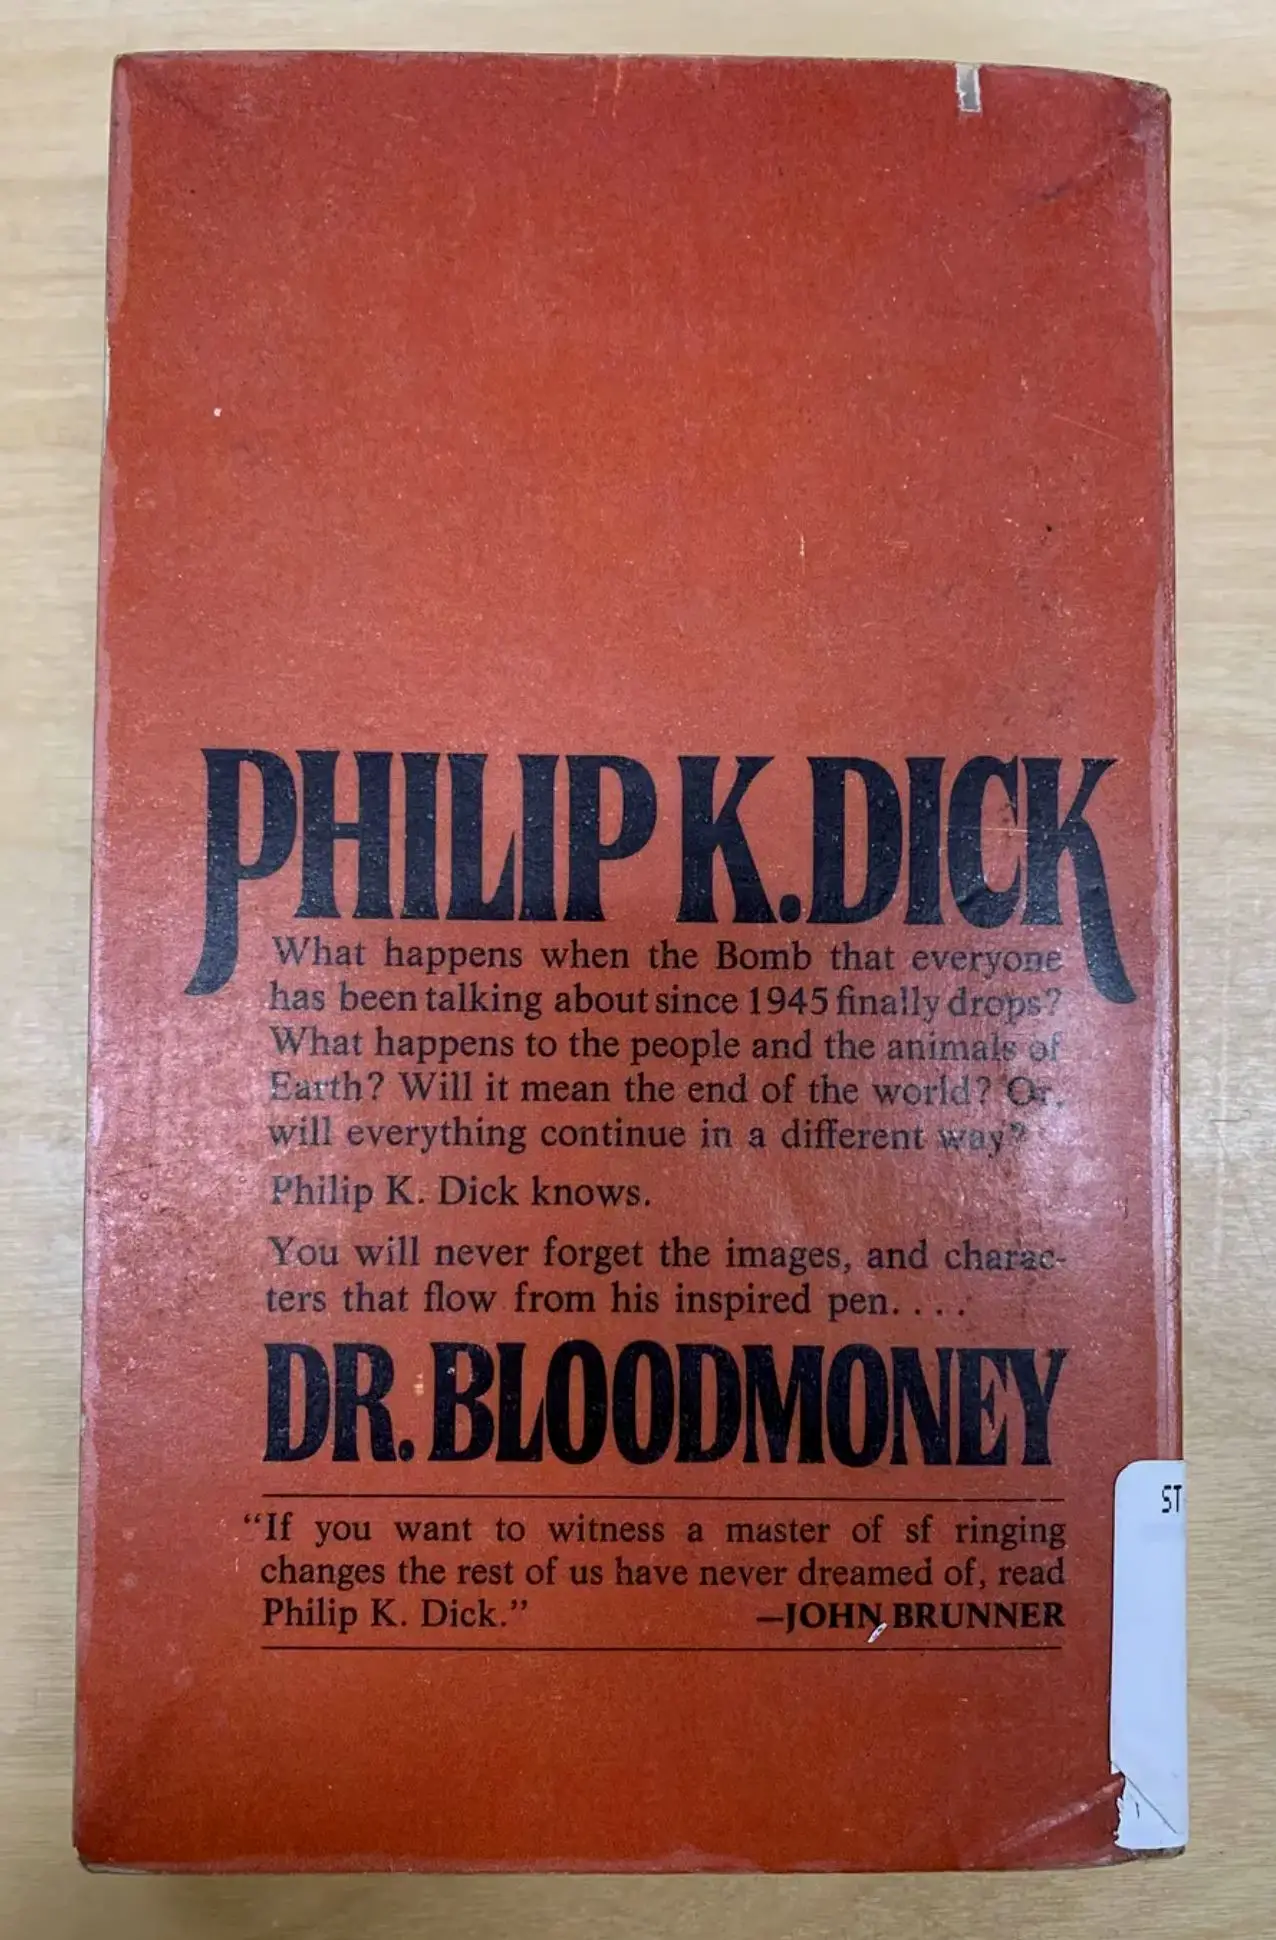 PHILIP K. DICK
What happens when the Bomb that everyone
has been talking about since 1945 finally drops?
What happens to the people and the animals of
Earth? Will it mean the end of the world? Or,
will everything continue in a different way?
Philip K. Dick knows.
You will never forget the images, and charac-
ters that flow from his inspired pen. . . .
DR. BLOODMONEY
“If you want to witness a master of sf ringing
changes the rest of us have never dreamed of, read
Philip K. Dick.” —JOHN BRUNNER
ST